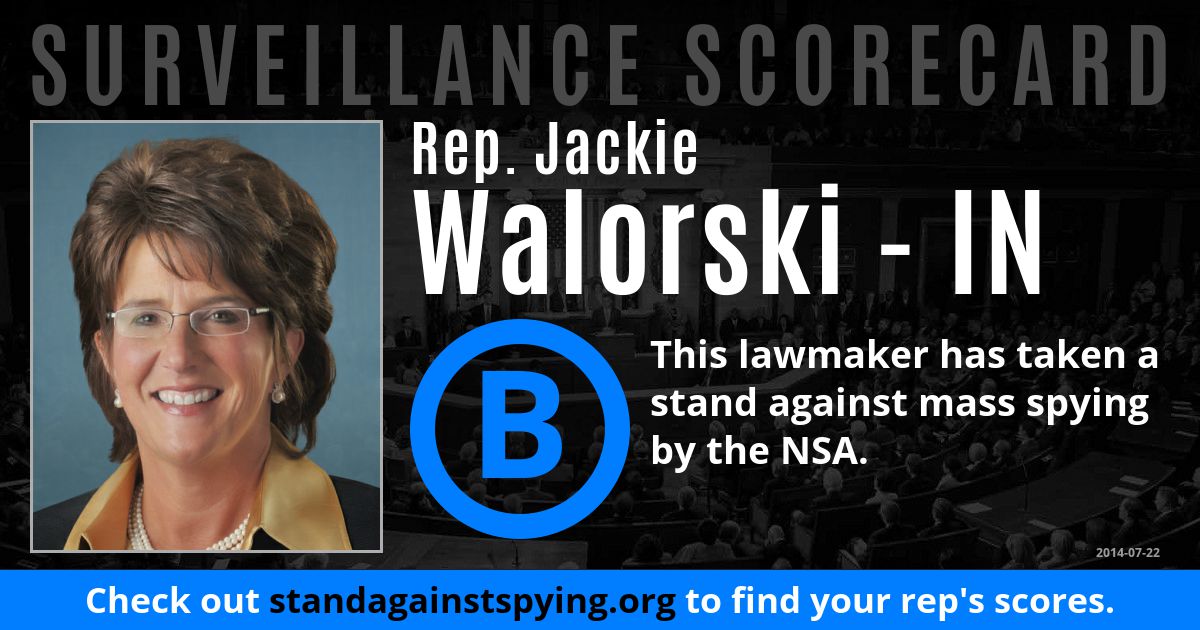 SURVEILLANCE SCORECARD
Rep. Jackie
Walorski - IN
B
This lawmaker has taken a
stand against mass spying
by the NSA.
2014-07-22
Check out standagainstspying.org to find your rep's scores.